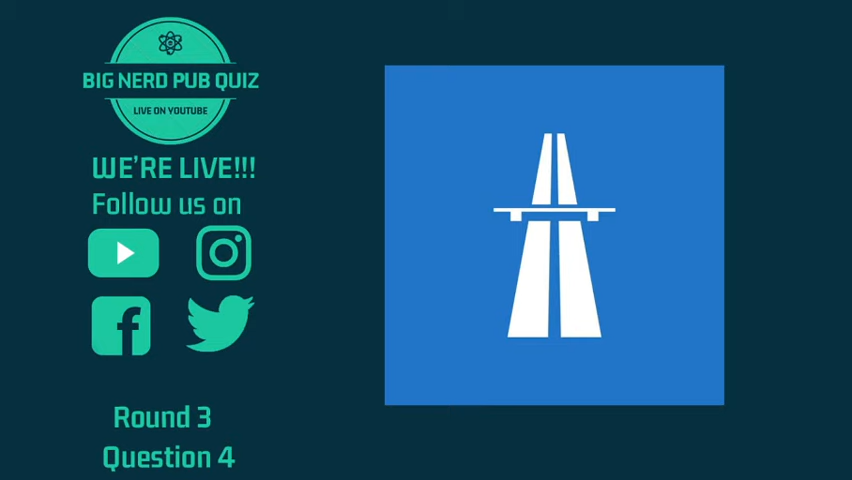 BIG NERD PUB QUIZ
LIVE ON YOUTUBE
WE'RE LIVE!!!
Follow us on
Round 3
Question 4